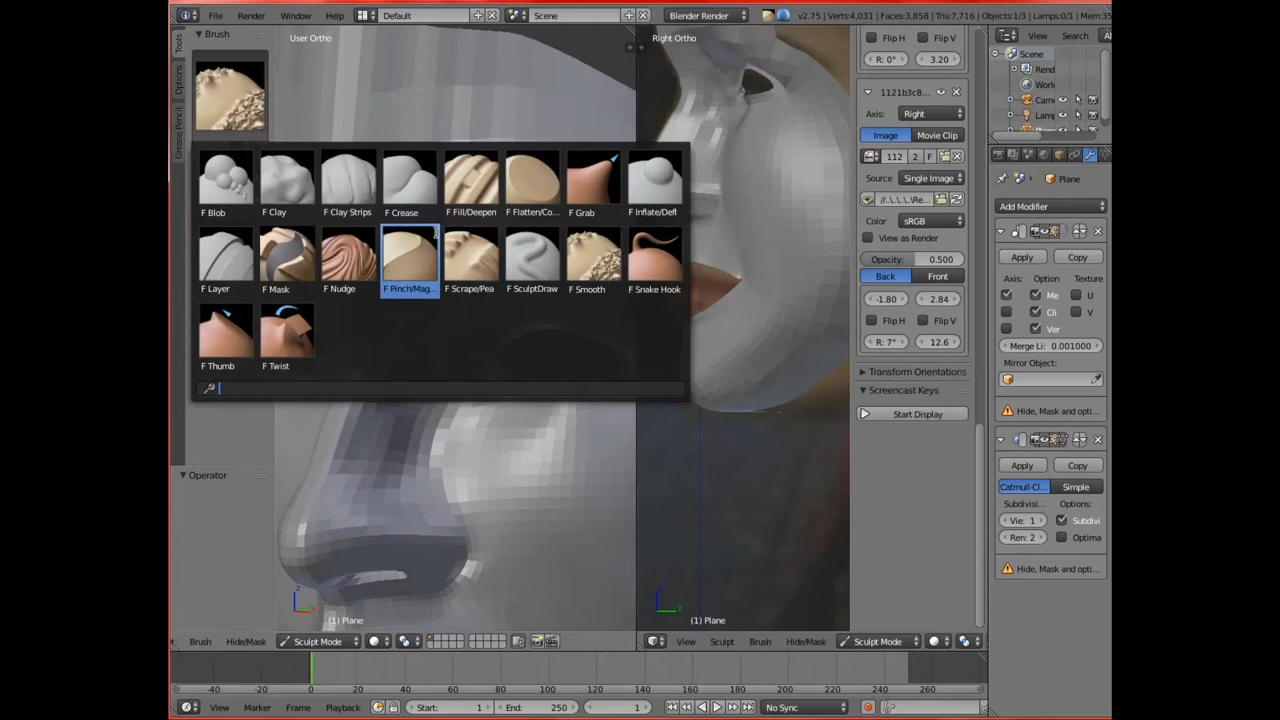 File Render Window Help Default Scene Blender Render v2.75 | Verts:4,031 | Faces:3,858 | Tris:7,716 | Objects:1/3 | Lamps:0/1 | Mem:35
Tools
Options
Grease Pencil
Brush
User Ortho
F Blob F Clay F Clay Strips F Crease F Fill/Deepen F Flatten/Co... F Grab F Inflate/Defl
F Layer F Mask F Nudge F Pinch/Mag... F Scrape/Pea F SculptDraw F Smooth F Snake Hook
F Thumb F Twist
Operator
(1) Plane
Right Ortho
(1) Plane
Flip H Flip V
R: 0° 3.20
1121b3c8...
Axis: Right
Image Movie Clip
112 2 F
Source Single Image
//..\..\..\..\Re...
Color sRGB
View as Render
Opacity: 0.500
Back Front
-1.80 2.84
Flip H Flip V
R: 7° 12.6
Transform Orientations
Screencast Keys
Start Display
View Search Al
Scene
Rend
Worl
Cam
Lam
Plane
Add Modifier
Apply Copy
Axis: Option Texture
Me U
Cli V
Ver
Merge Li: 0.001000
Mirror Object:
Hide, Mask and opti...
Apply Copy
Catmull-Cl... Simple
Subdivisi... Options:
Vie: 1 Subdivi
Ren: 2 Optima
Hide, Mask and opti...
Brush Hide/Mask Sculpt Mode
View Sculpt Brush Hide/Mask Sculpt Mode
-40 -20 0 20 40 60 80 100 120 140 160 180 200 220 240 260
View Marker Frame Playback Start: 1 End: 250 1 No Sync